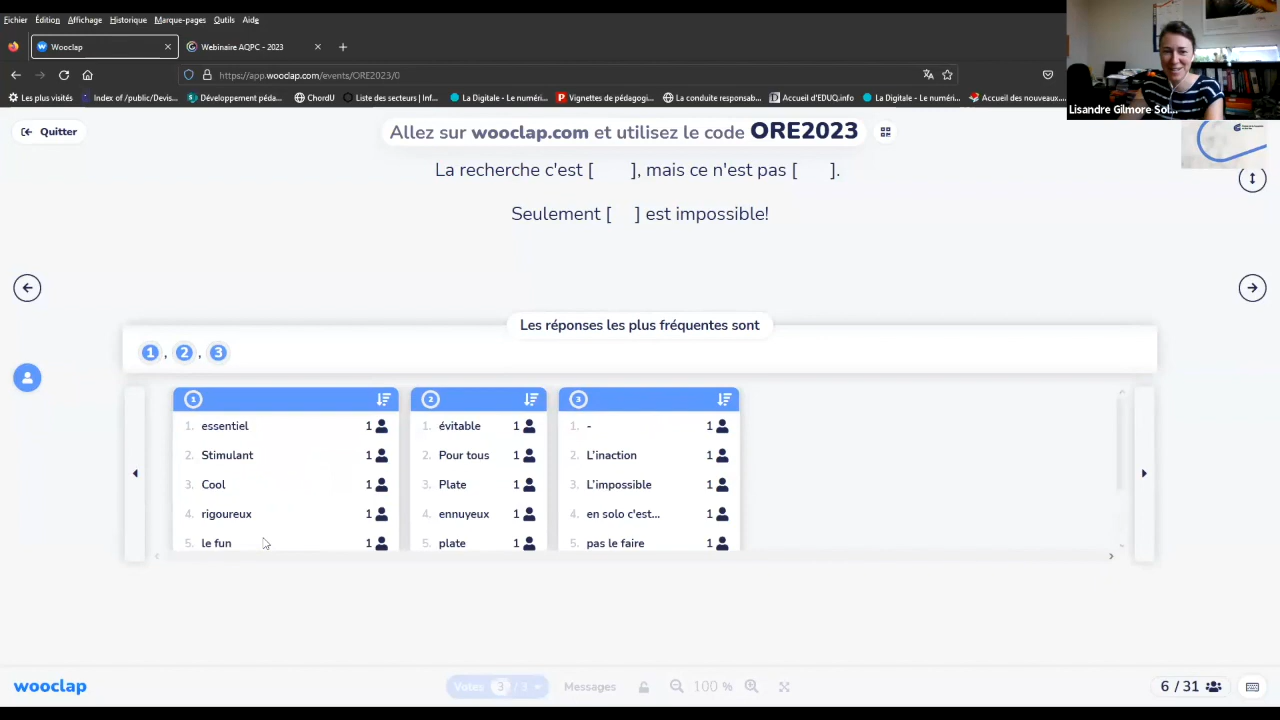 Fichier Édition Affichage Historique Marque-pages Outils Aide
Wooclap
Webinaire AQPC - 2023
https://app.wooclap.com/events/ORE2023/0
Les plus visités
Index of /public/Devis...
Développement péda...
ChordU
Liste des secteurs | Inf...
La Digitale - Le numéri...
Vignettes de pédagogi...
La conduite responsab...
Accueil d'EDUQ.info
La Digitale - Le numéri...
Accueil des nouveaux....
Lisandre Gilmore Sol...
Quitter
Allez sur wooclap.com et utilisez le code ORE2023
La recherche c'est [ ], mais ce n'est pas [ ].
Seulement [ ] est impossible!
Les réponses les plus fréquentes sont
1 , 2 , 3
1
1. essentiel 1
2. Stimulant 1
3. Cool 1
4. rigoureux 1
5. le fun 1
2
1. évitable 1
2. Pour tous 1
3. Plate 1
4. ennuyeux 1
5. plate 1
3
1. - 1
2. L'inaction 1
3. L'impossible 1
4. en solo c'est... 1
5. pas le faire 1
wooclap
Votes 3 / 3
Messages
100 %
6 / 31